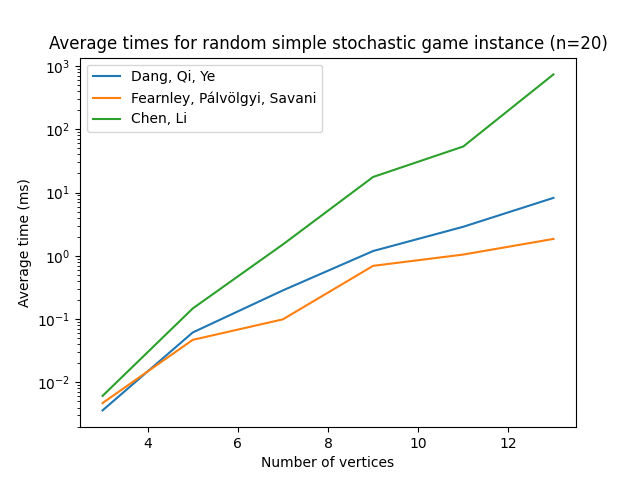 Average times for random simple stochastic game instance (n=20)
Dang, Qi, Ye
Fearnley, Pálvölgyi, Savani
Chen, Li
Average time (ms)
10³
10²
10¹
10⁰
10⁻¹
10⁻²
4 6 8 10 12
Number of vertices